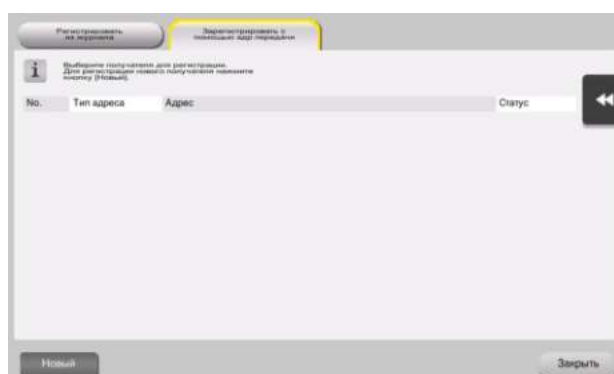 Регистрировать
из журнала
Зарегистрировать с
помощью адр передачи
Выберите получателя для регистрации.
Для регистрации нового получателя нажмите
кнопку [Новый].
No.
Тип адреса
Адрес
Статус
Новый
Закрыть